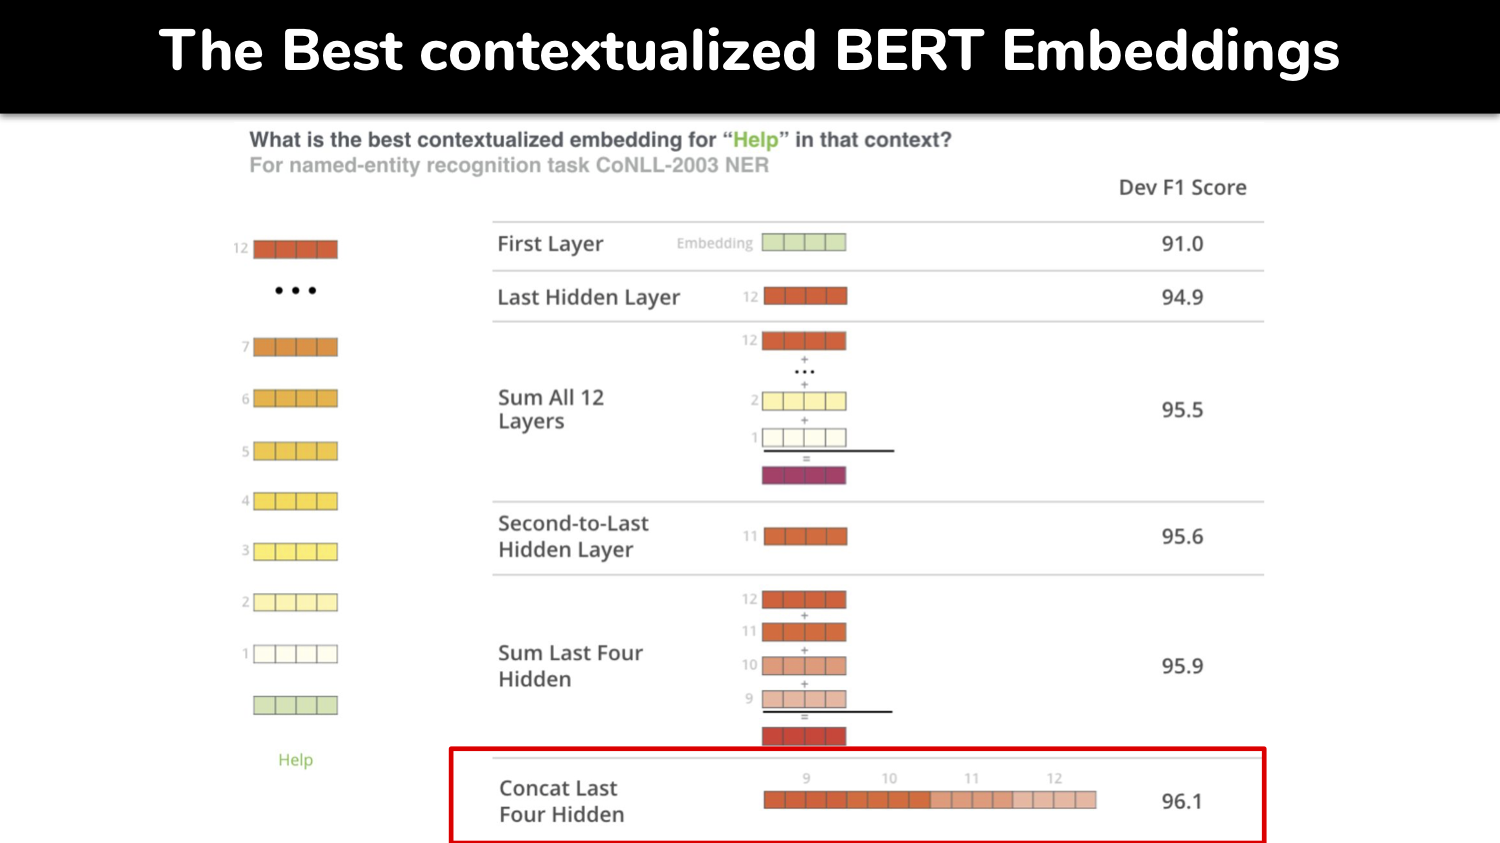 The Best contextualized BERT Embeddings
What is the best contextualized embedding for “Help” in that context?
For named-entity recognition task CoNLL-2003 NER
Dev F1 Score
12
• • •
7
6
5
4
3
2
1
Help
First Layer
Embedding
91.0
Last Hidden Layer
12
94.9
Sum All 12
Layers
12
+
• • •
+
2
+
1
=
95.5
Second-to-Last
Hidden Layer
11
95.6
Sum Last Four
Hidden
12
+
11
+
10
+
9
=
95.9
Concat Last
Four Hidden
9 10 11 12
96.1